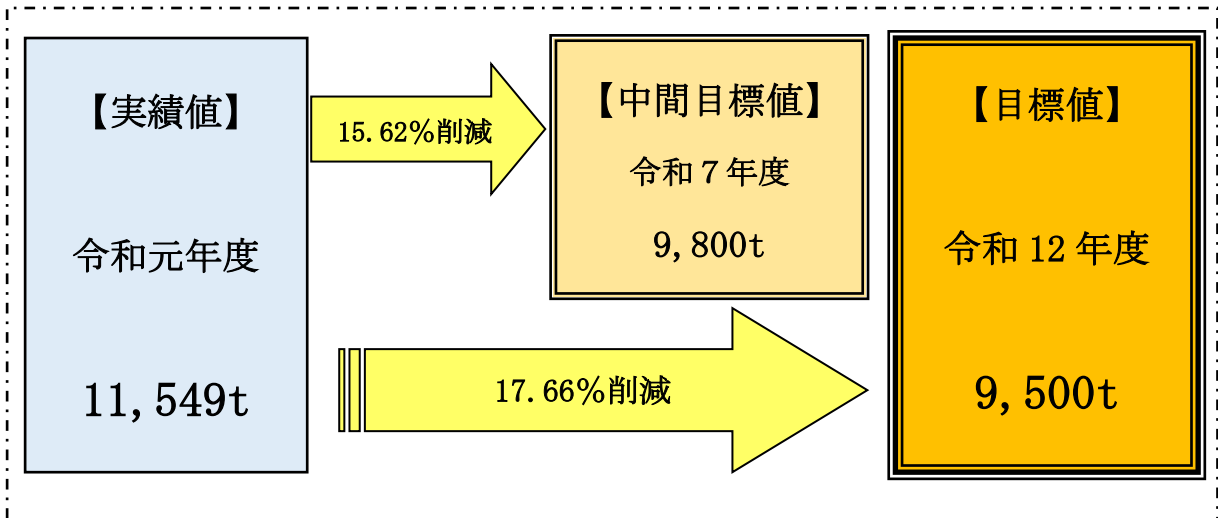 【実績値】
令和元年度
11,549t
15.62%削減
【中間目標値】
令和７年度
9,800t
17.66%削減
【目標値】
令和 12 年度
9,500t